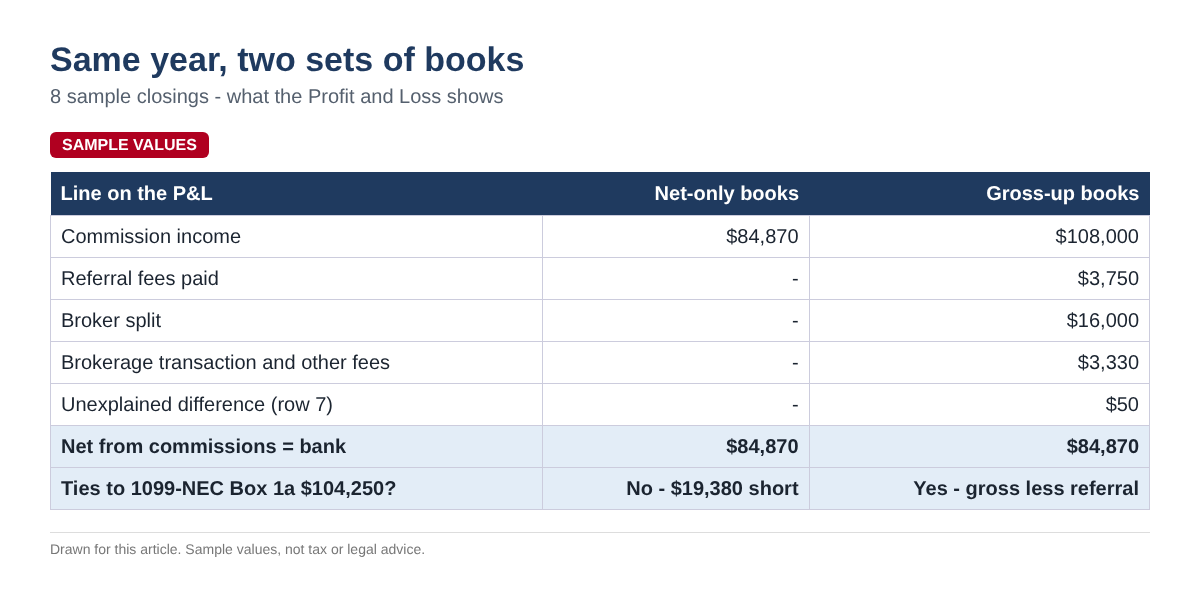 Same year, two sets of books
8 sample closings - what the Profit and Loss shows
SAMPLE VALUES
Line on the P&L Net-only books Gross-up books
Commission income $84,870 $108,000
Referral fees paid - $3,750
Broker split - $16,000
Brokerage transaction and other fees - $3,330
Unexplained difference (row 7) - $50
Net from commissions = bank $84,870 $84,870
Ties to 1099-NEC Box 1a $104,250? No - $19,380 short Yes - gross less referral
Drawn for this article. Sample values, not tax or legal advice.